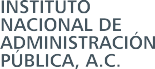 INSTITUTO
NACIONAL DE
ADMINISTRACIÓN
PÚBLICA, A.C.